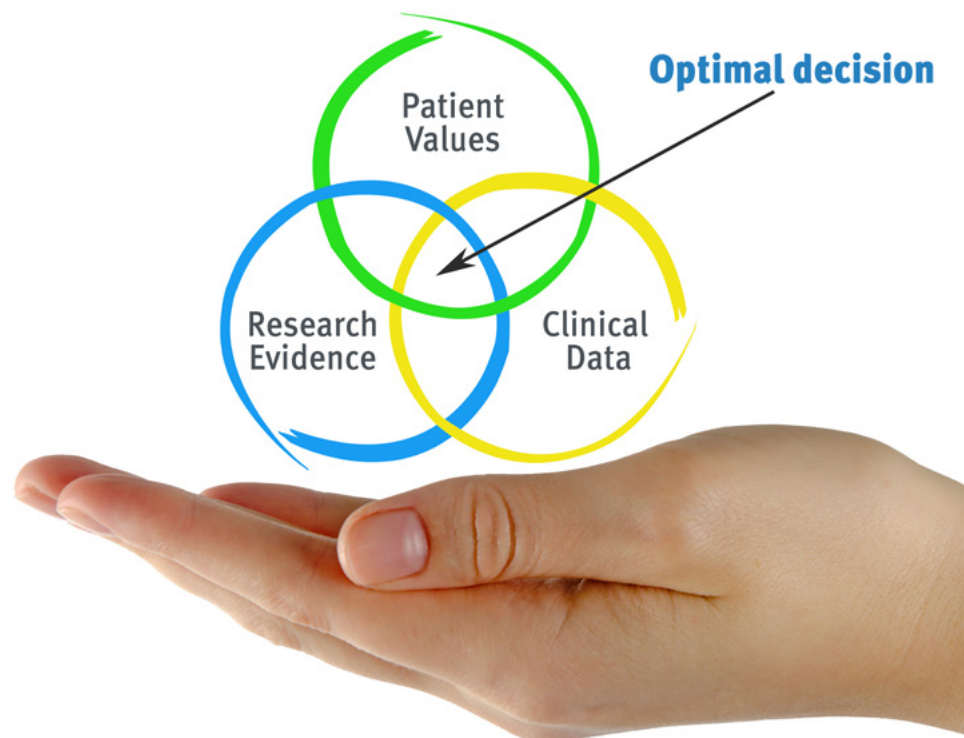 Optimal decision
Patient
Values
Research
Evidence
Clinical
Data